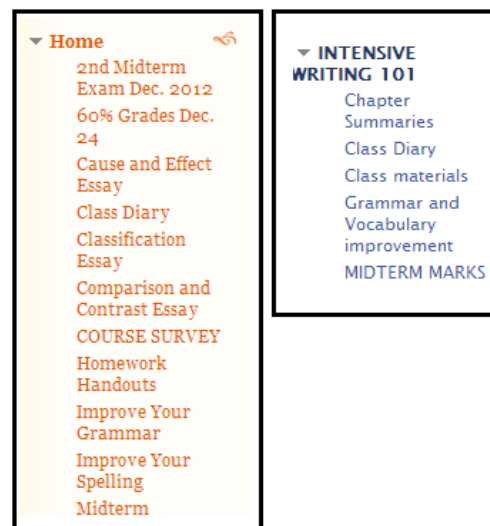 Home
2nd Midterm
Exam Dec. 2012
60% Grades Dec.
24
Cause and Effect
Essay
Class Diary
Classification
Essay
Comparison and
Contrast Essay
COURSE SURVEY
Homework
Handouts
Improve Your
Grammar
Improve Your
Spelling
Midterm
INTENSIVE
WRITING 101
Chapter
Summaries
Class Diary
Class materials
Grammar and
Vocabulary
improvement
MIDTERM MARKS